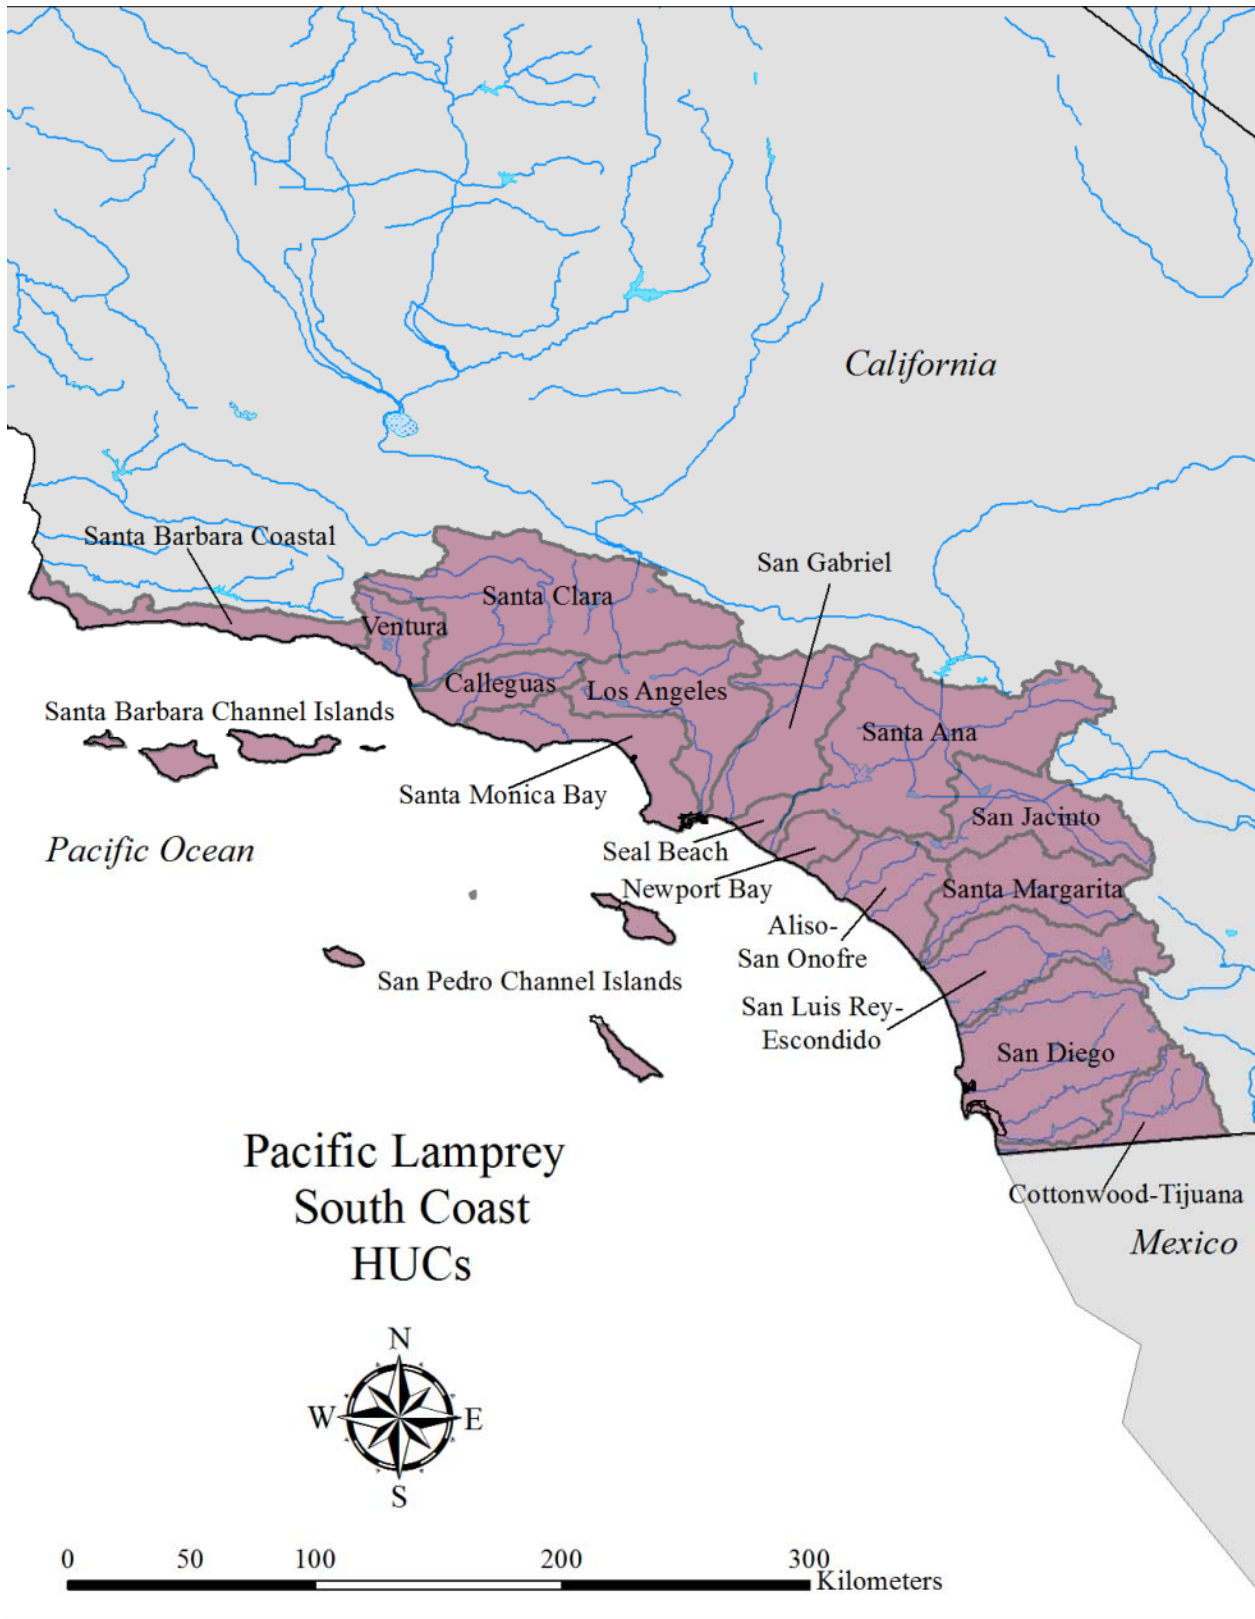 California
Santa Barbara Coastal
San Gabriel
Santa Clara
Ventura
Calleguas
Los Angeles
Santa Barbara Channel Islands
Santa Ana
Santa Monica Bay
San Jacinto
Pacific Ocean
Seal Beach
Newport Bay
Santa Margarita
Aliso-
San Onofre
San Pedro Channel Islands
San Luis Rey-
Escondido
San Diego
Cottonwood-Tijuana
Mexico
Pacific Lamprey
South Coast
HUCs
N
W E
S
0 50 100 200 300
Kilometers